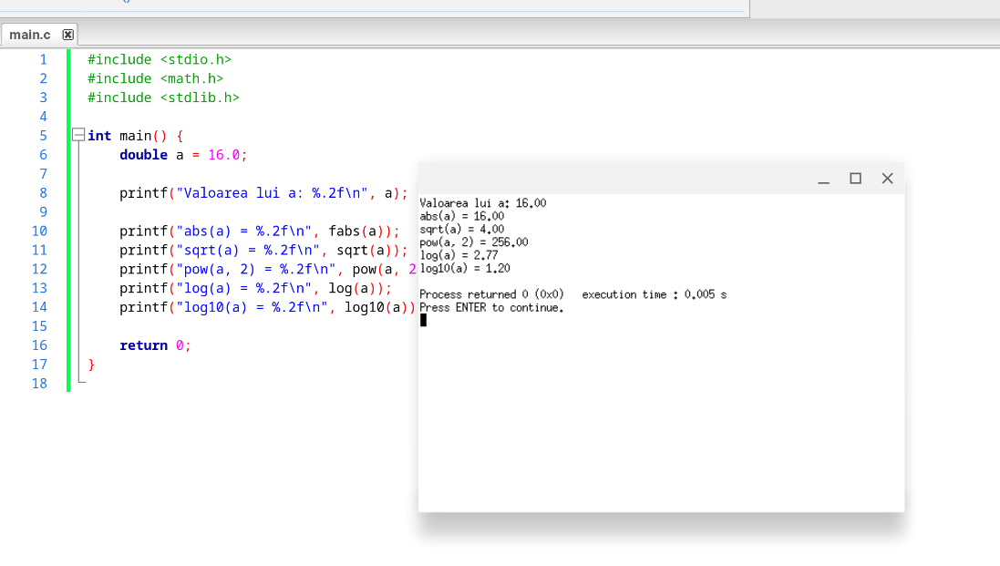 main.c
1 #include <stdio.h>
2 #include <math.h>
3 #include <stdlib.h>
4
5 int main() {
6 double a = 16.0;
7
8 printf("Valoarea lui a: %.2f\n", a);
9
10 printf("abs(a) = %.2f\n", fabs(a));
11 printf("sqrt(a) = %.2f\n", sqrt(a));
12 printf("pow(a, 2) = %.2f\n", pow(a, 2
13 printf("log(a) = %.2f\n", log(a));
14 printf("log10(a) = %.2f\n", log10(a))
15
16 return 0;
17 }
18
Valoarea lui a: 16.00
abs(a) = 16.00
sqrt(a) = 4.00
pow(a, 2) = 256.00
log(a) = 2.77
log10(a) = 1.20
Process returned 0 (0x0) execution time : 0.005 s
Press ENTER to continue.